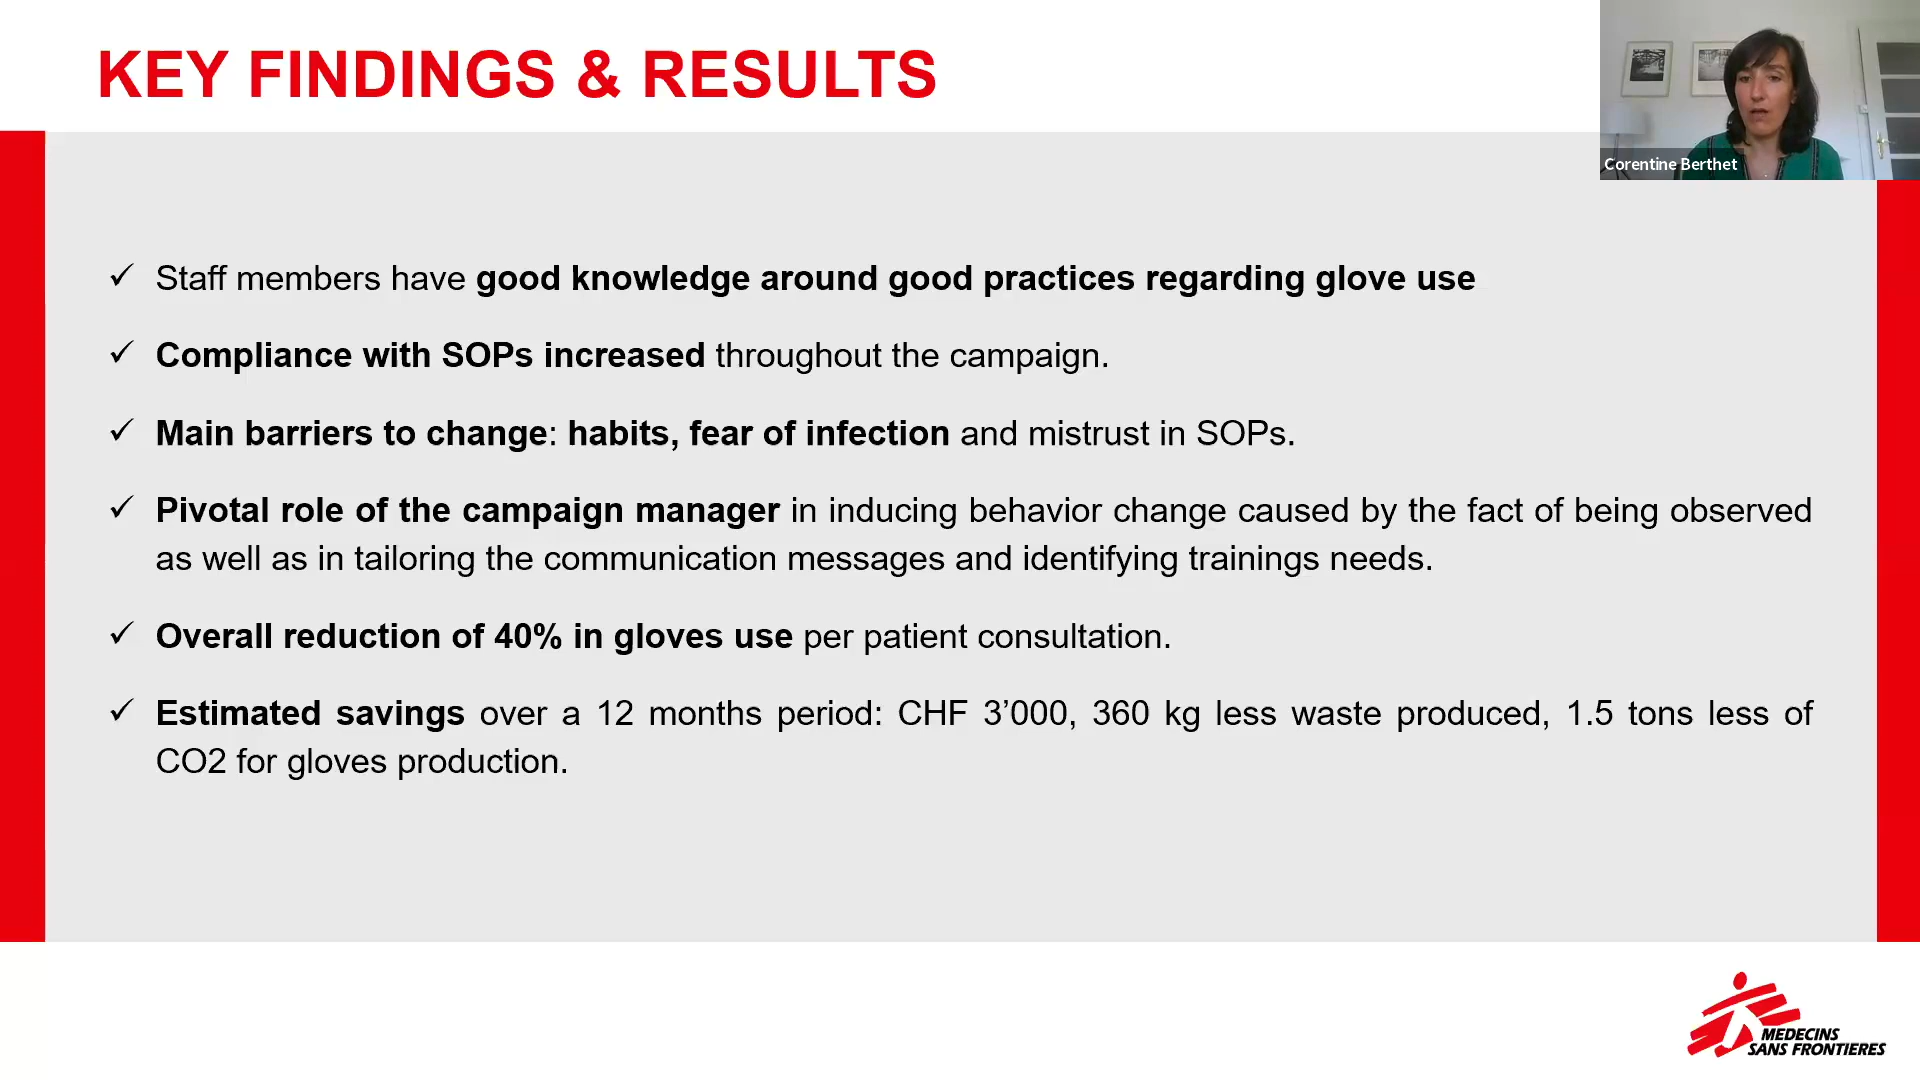 KEY FINDINGS & RESULTS
Corentine Berthet
✓ Staff members have good knowledge around good practices regarding glove use
✓ Compliance with SOPs increased throughout the campaign.
✓ Main barriers to change: habits, fear of infection and mistrust in SOPs.
✓ Pivotal role of the campaign manager in inducing behavior change caused by the fact of being observed
as well as in tailoring the communication messages and identifying trainings needs.
✓ Overall reduction of 40% in gloves use per patient consultation.
✓ Estimated savings over a 12 months period: CHF 3’000, 360 kg less waste produced, 1.5 tons less of
CO2 for gloves production.
MEDECINS
SANS FRONTIERES